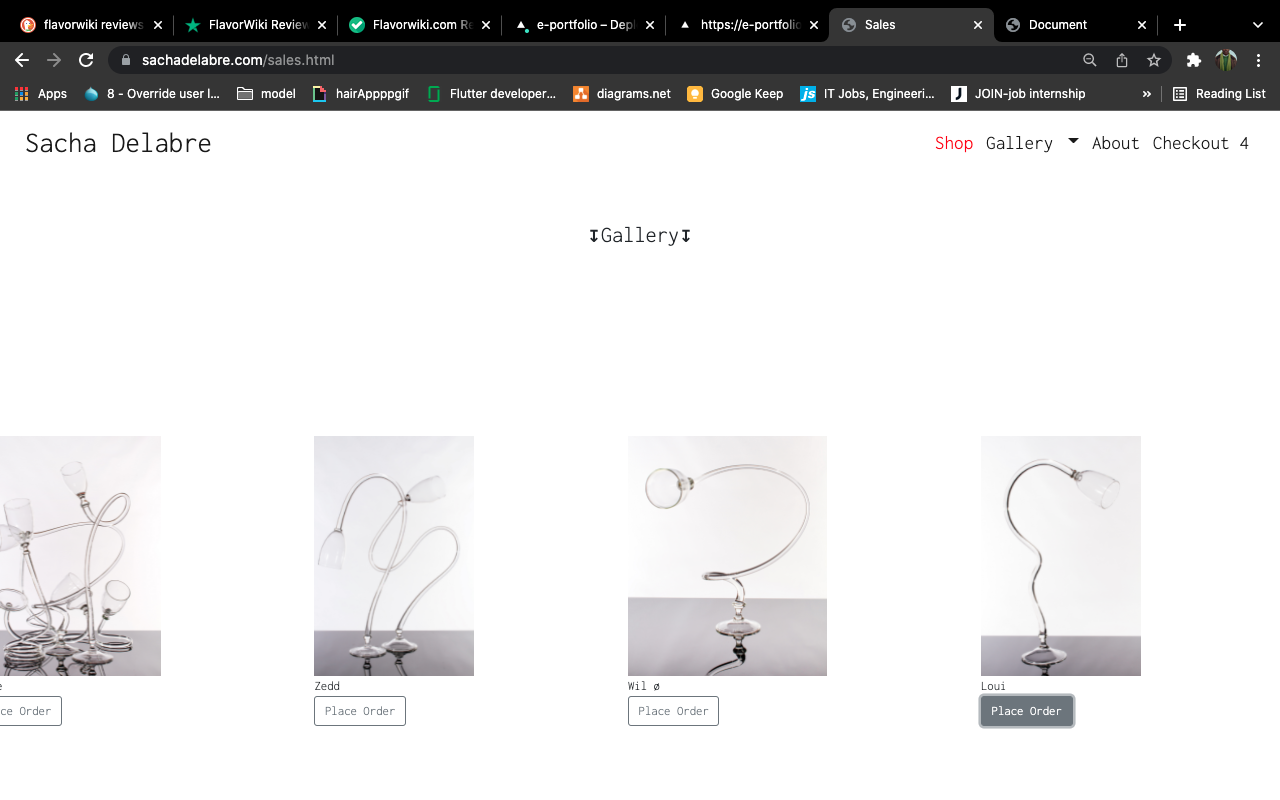 flavorwiki reviews
FlavorWiki Review
Flavorwiki.com Re
e-portfolio – Depl
https://e-portfolio
Sales
Document
sachadelabre.com/sales.html
Apps
8 - Override user I...
model
hairAppppgif
Flutter developer...
diagrams.net
Google Keep
IT Jobs, Engineeri...
JOIN-job internship
»
Reading List
Sacha Delabre
Shop Gallery About Checkout 4
↧Gallery↧
Zedd
Wil ø
Loui
ce Order
Place Order
Place Order
Place Order